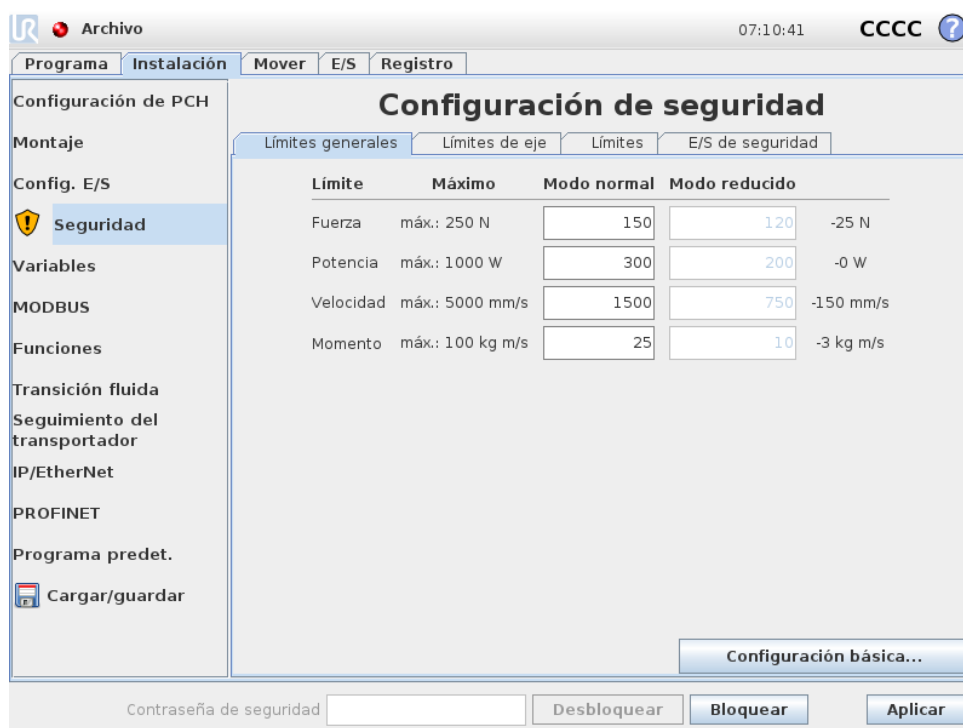 UR Archivo 07:10:41 CCCC ?
Programa Instalación Mover E/S Registro
Configuración de PCH
Montaje
Config. E/S
Seguridad
Variables
MODBUS
Funciones
Transición fluida
Seguimiento del
transportador
IP/EtherNet
PROFINET
Programa predet.
Cargar/guardar
Configuración de seguridad
Límites generales Límites de eje Límites E/S de seguridad
Límite Máximo Modo normal Modo reducido
Fuerza máx.: 250 N 150 120 -25 N
Potencia máx.: 1000 W 300 200 -0 W
Velocidad máx.: 5000 mm/s 1500 750 -150 mm/s
Momento máx.: 100 kg m/s 25 10 -3 kg m/s
Configuración básica...
Contraseña de seguridad Desbloquear Bloquear Aplicar